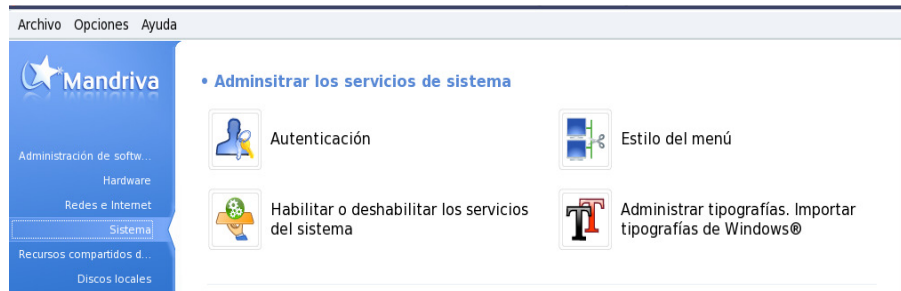 Archivo Opciones Ayuda
Mandriva
• Adminsitrar los servicios de sistema
Autenticación
Estilo del menú
Habilitar o deshabilitar los servicios
del sistema
Administrar tipografías. Importar
tipografías de Windows®
Administración de softw...
Hardware
Redes e Internet
Sistema
Recursos compartidos d...
Discos locales